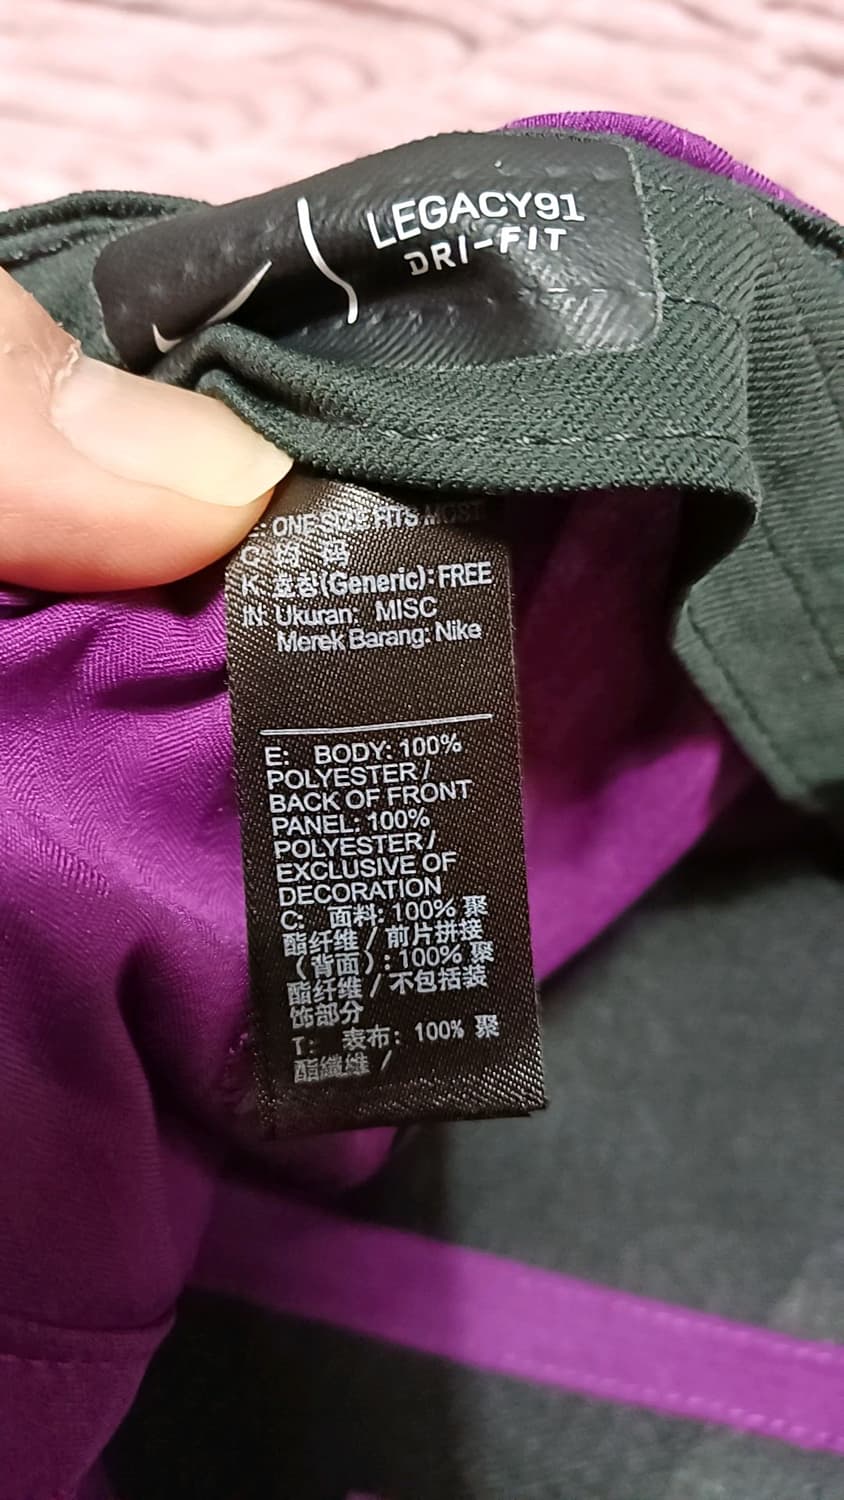 LEGACY91
DRI-FIT
ONE SIZE FITS MOST
C: 均 码
K: 호칭(Generic): FREE
IN: Ukuran: MISC
Merek Barang: Nike
E: BODY: 100%
POLYESTER /
BACK OF FRONT
PANEL: 100%
POLYESTER /
EXCLUSIVE OF
DECORATION
C: 面料: 100% 聚
酯纤维 / 前片拼接
(背面): 100% 聚
酯纤维 / 不包括装
饰部分
T: 表布: 100% 聚
酯纖維 /